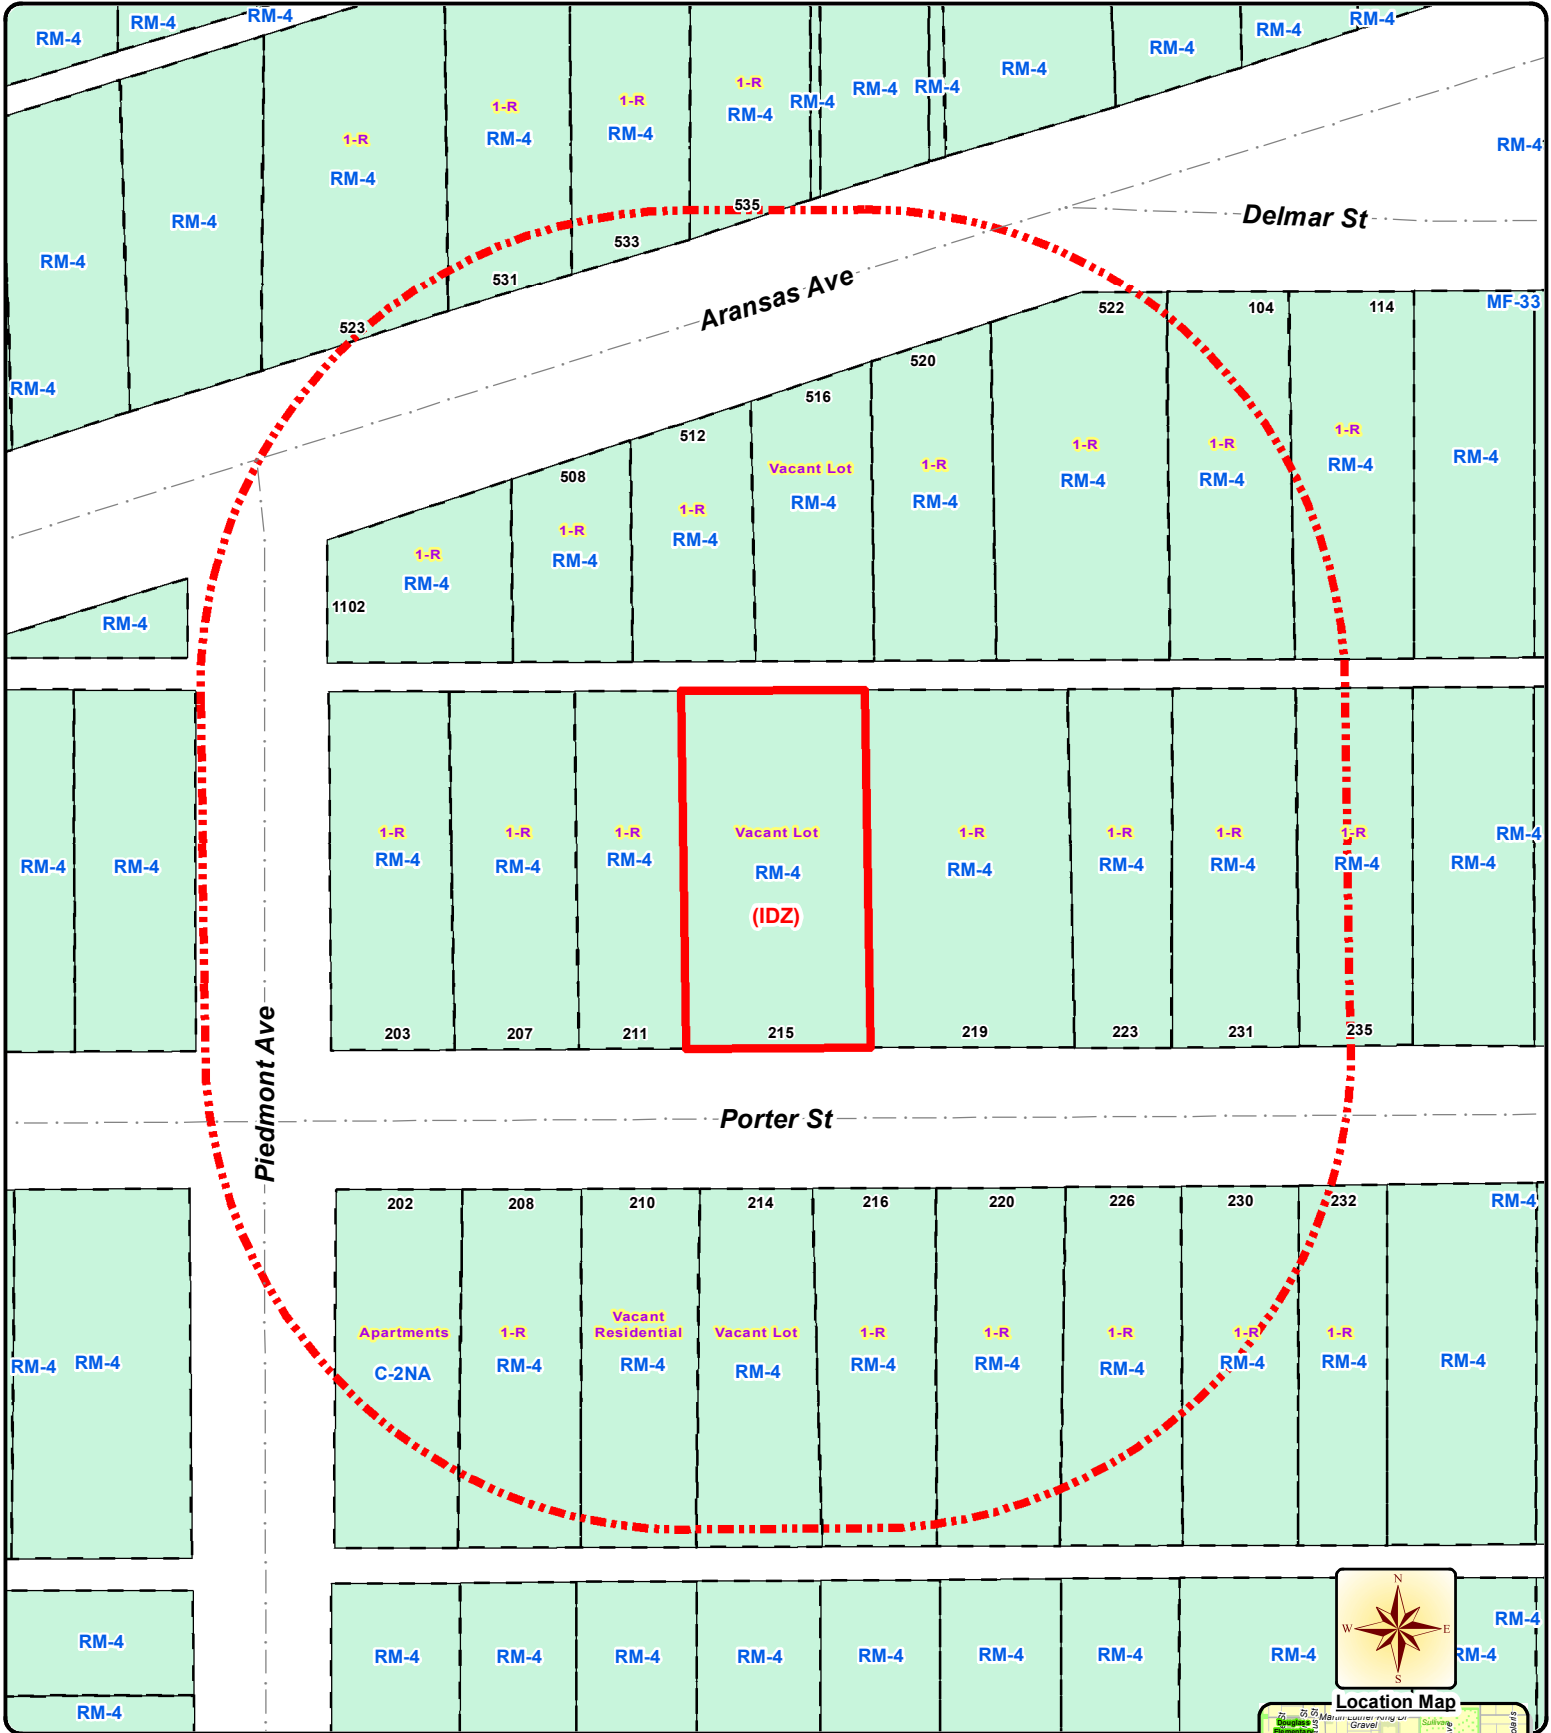 RM-4
RM-4
RM-4
RM-4
RM-4
RM-4
RM-4
1-R
RM-4
1-R
RM-4
1-R
RM-4
1-R
RM-4
RM-4
RM-4
RM-4
RM-4
RM-4
RM-4
RM-4
RM-4
523
531
533
535
Aransas Ave
Delmar St
MF-33
522
104
114
520
516
512
508
1102
1-R
RM-4
1-R
RM-4
1-R
RM-4
Vacant Lot
RM-4
1-R
RM-4
1-R
RM-4
1-R
RM-4
1-R
RM-4
RM-4
RM-4
RM-4
RM-4
1-R
RM-4
1-R
RM-4
1-R
RM-4
Vacant Lot
RM-4
(IDZ)
1-R
RM-4
1-R
RM-4
1-R
RM-4
1-R
RM-4
RM-4
RM-4
203
207
211
215
219
223
231
235
Piedmont Ave
Porter St
202
208
210
214
216
220
226
230
232
RM-4
RM-4
RM-4
Apartments
C-2NA
1-R
RM-4
Vacant
Residential
RM-4
Vacant Lot
RM-4
1-R
RM-4
1-R
RM-4
1-R
RM-4
1-R
RM-4
1-R
RM-4
RM-4
RM-4
RM-4
RM-4
RM-4
RM-4
RM-4
RM-4
RM-4
RM-4
RM-4
RM-4
RM-4
N
W
E
S
Location Map
Martin Luther King Dr
Gravel
Douglass
Elementary
Sullivan